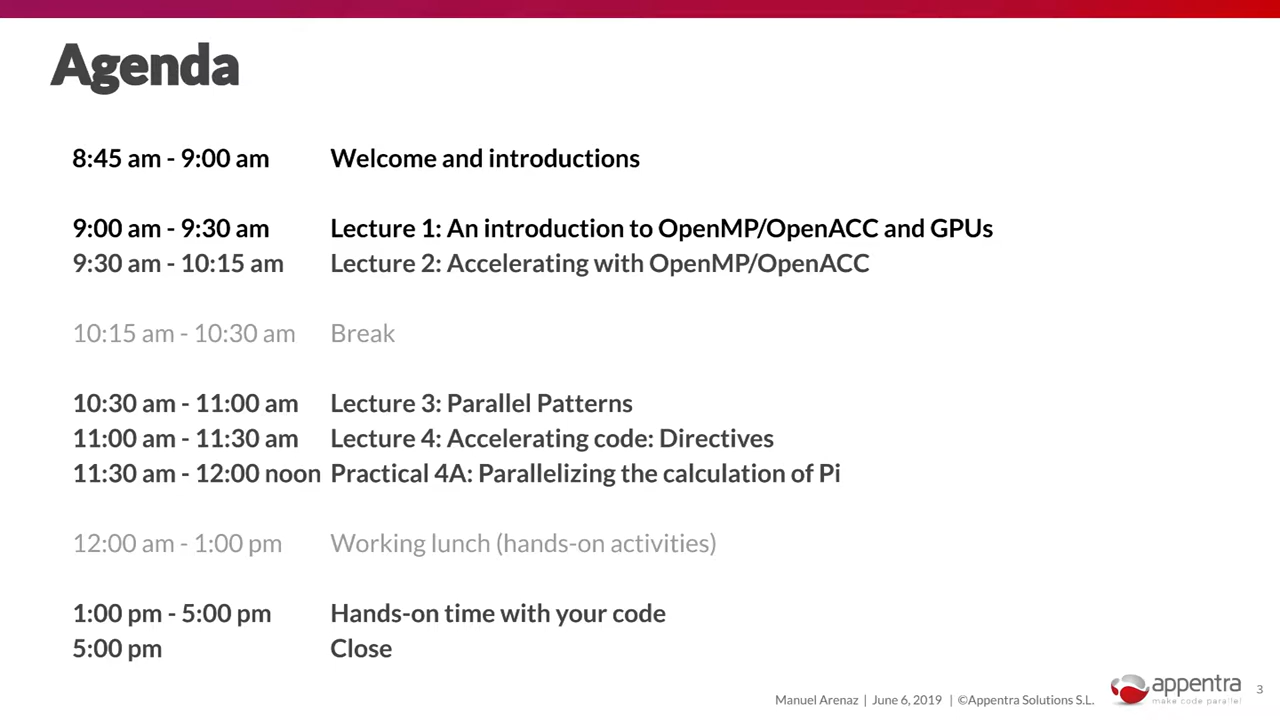 Agenda
8:45 am - 9:00 am Welcome and introductions
9:00 am - 9:30 am Lecture 1: An introduction to OpenMP/OpenACC and GPUs
9:30 am - 10:15 am Lecture 2: Accelerating with OpenMP/OpenACC
10:15 am - 10:30 am Break
10:30 am - 11:00 am Lecture 3: Parallel Patterns
11:00 am - 11:30 am Lecture 4: Accelerating code: Directives
11:30 am - 12:00 noon Practical 4A: Parallelizing the calculation of Pi
12:00 am - 1:00 pm Working lunch (hands-on activities)
1:00 pm - 5:00 pm Hands-on time with your code
5:00 pm Close
Manuel Arenaz | June 6, 2019 | ©Appentra Solutions S.L.
appentra
make code parallel
3